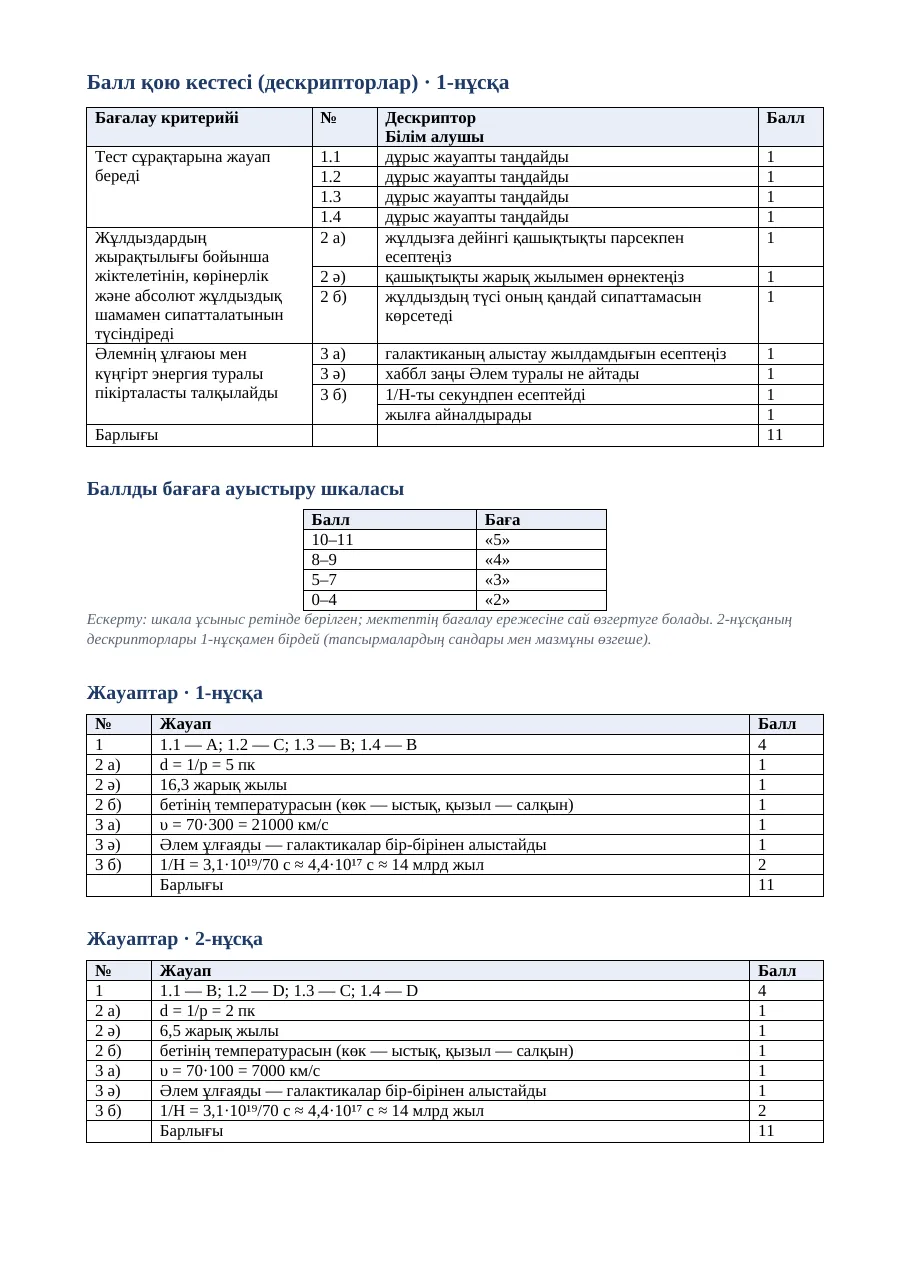 Балл қою кестесі (дескрипторлар) · 1-нұсқа
Бағалау критерийі № Дескриптор Балл
Білім алушы
Тест сұрақтарына жауап 1.1 дұрыс жауапты таңдайды 1
береді 1.2 дұрыс жауапты таңдайды 1
1.3 дұрыс жауапты таңдайды 1
1.4 дұрыс жауапты таңдайды 1
Жұлдыздардың 2 а) жұлдызға дейінгі қашықтықты парсекпен 1
жырақтылығы бойынша есептеңіз
жіктелетінін, көрінерлік 2 ә) қашықтықты жарық жылымен өрнектеңіз 1
және абсолют жұлдыздық 2 б) жұлдыздың түсі оның қандай сипаттамасын 1
шамамен сипатталатынын көрсетеді
түсіндіреді
Әлемнің ұлғаюы мен 3 а) галактиканың алыстау жылдамдығын есептеңіз 1
күңгірт энергия туралы 3 ә) хаббл заңы Әлем туралы не айтады 1
пікірталасты талқылайды 3 б) 1/H-ты секундпен есептейді 1
жылға айналдырады 1
Барлығы 11
Баллды бағаға ауыстыру шкаласы
Балл Баға
10–11 «5»
8–9 «4»
5–7 «3»
0–4 «2»
Ескерту: шкала ұсыныс ретінде берілген; мектептің бағалау ережесіне сай өзгертуге болады. 2-нұсқаның
дескрипторлары 1-нұсқамен бірдей (тапсырмалардың сандары мен мазмұны өзгеше).
Жауаптар · 1-нұсқа
№ Жауап Балл
1 1.1 — A; 1.2 — C; 1.3 — B; 1.4 — B 4
2 а) d = 1/p = 5 пк 1
2 ә) 16,3 жарық жылы 1
2 б) бетінің температурасын (көк — ыстық, қызыл — салқын) 1
3 а) υ = 70·300 = 21000 км/с 1
3 ә) Әлем ұлғаяды — галактикалар бір-бірінен алыстайды 1
3 б) 1/H = 3,1·10¹⁹/70 с ≈ 4,4·10¹⁷ с ≈ 14 млрд жыл 2
Барлығы 11
Жауаптар · 2-нұсқа
№ Жауап Балл
1 1.1 — B; 1.2 — D; 1.3 — C; 1.4 — D 4
2 а) d = 1/p = 2 пк 1
2 ә) 6,5 жарық жылы 1
2 б) бетінің температурасын (көк — ыстық, қызыл — салқын) 1
3 а) υ = 70·100 = 7000 км/с 1
3 ә) Әлем ұлғаяды — галактикалар бір-бірінен алыстайды 1
3 б) 1/H = 3,1·10¹⁹/70 с ≈ 4,4·10¹⁷ с ≈ 14 млрд жыл 2
Барлығы 11